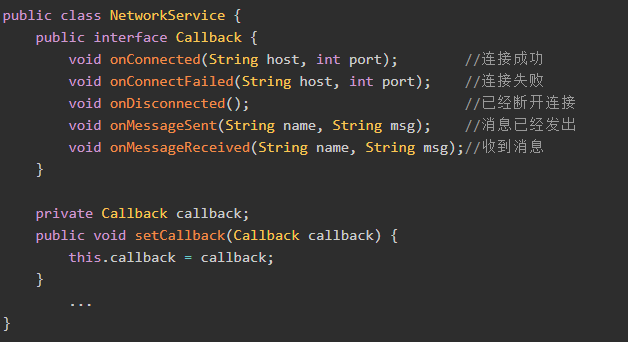 public class NetworkService {
    public interface Callback {
        void onConnected(String host, int port);        //连接成功
        void onConnectFailed(String host, int port);    //连接失败
        void onDisconnected();                          //已经断开连接
        void onMessageSent(String name, String msg);    //消息已经发出
        void onMessageReceived(String name, String msg);//收到消息
    }
    private Callback callback;
    public void setCallback(Callback callback) {
        this.callback = callback;
    }
        ...
}